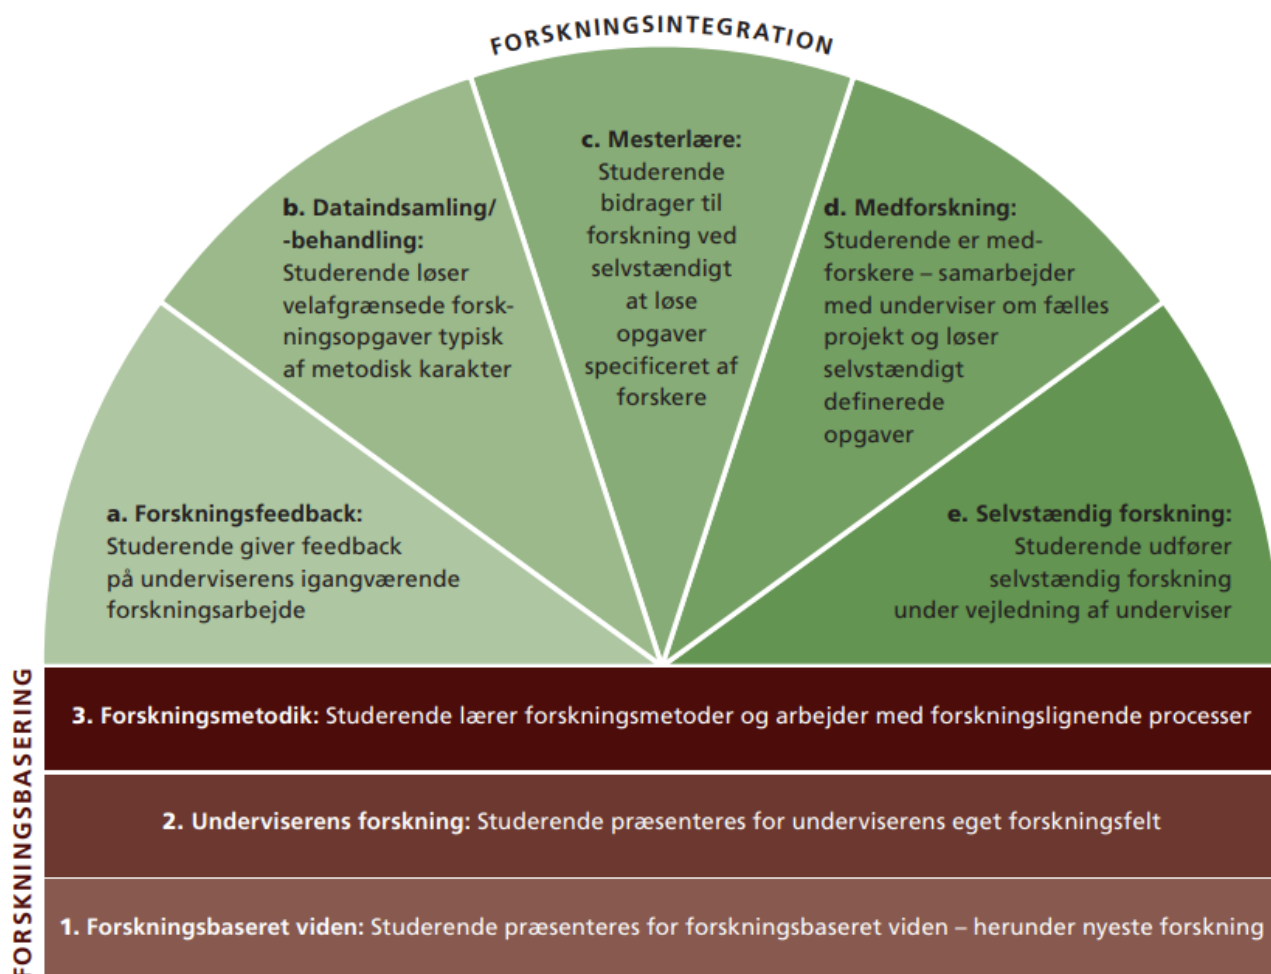 FORSKNINGSINTEGRATION
c. Mesterlære:
Studerende
bidrager til
forskning ved
selvstændigt
at løse
opgaver
specificeret af
forskere
b. Dataindsamling/
-behandling:
Studerende løser
velafgrænsede forsk-
ningsopgaver typisk
af metodisk karakter
d. Medforskning:
Studerende er med-
forskere – samarbejder
med underviser om fælles
projekt og løser
selvstændigt
definerede
opgaver
a. Forskningsfeedback:
Studerende giver feedback
på underviserens igangværende
forskningsarbejde
e. Selvstændig forskning:
Studerende udfører
selvstændig forskning
under vejledning af underviser
FORSKNINGSBASERING
3. Forskningsmetodik: Studerende lærer forskningsmetoder og arbejder med forskningslignende processer
2. Underviserens forskning: Studerende præsenteres for underviserens eget forskningsfelt
1. Forskningsbaseret viden: Studerende præsenteres for forskningsbaseret viden – herunder nyeste forskning